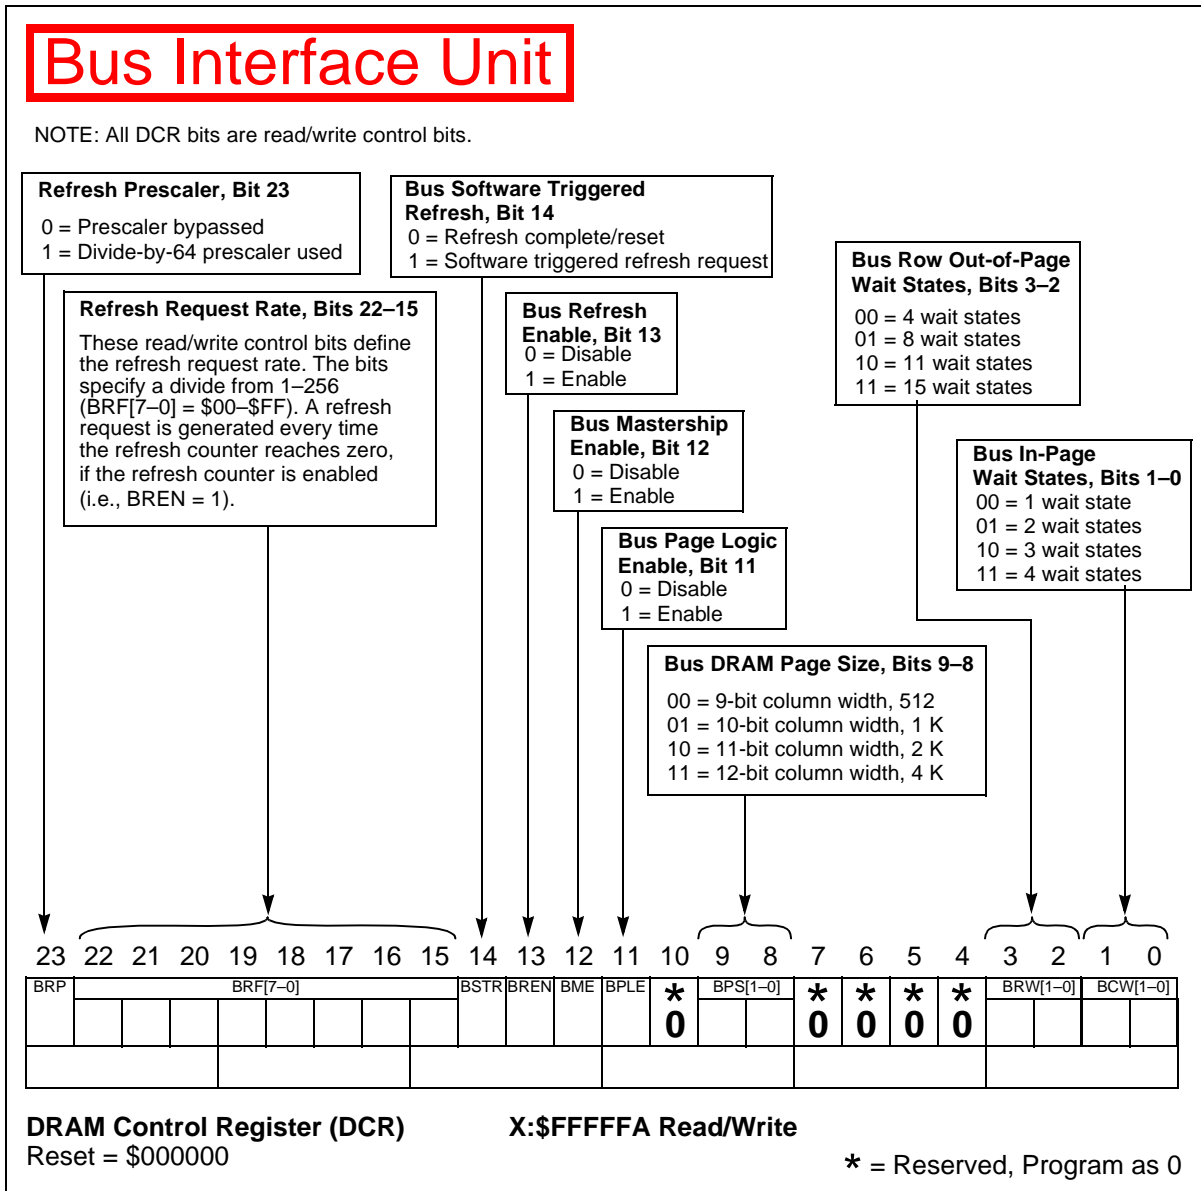 Bus Interface Unit
NOTE: All DCR bits are read/write control bits.
Refresh Prescaler, Bit 23
0 = Prescaler bypassed
1 = Divide-by-64 prescaler used
Bus Software Triggered
Refresh, Bit 14
0 = Refresh complete/reset
1 = Software triggered refresh request
Bus Row Out-of-Page
Wait States, Bits 3–2
00 = 4 wait states
01 = 8 wait states
10 = 11 wait states
11 = 15 wait states
Refresh Request Rate, Bits 22–15
These read/write control bits define
the refresh request rate. The bits
specify a divide from 1–256
(BRF[7–0] = $00–$FF). A refresh
request is generated every time
the refresh counter reaches zero,
if the refresh counter is enabled
(i.e., BREN = 1).
Bus Refresh
Enable, Bit 13
0 = Disable
1 = Enable
Bus Mastership
Enable, Bit 12
0 = Disable
1 = Enable
Bus In-Page
Wait States, Bits 1–0
00 = 1 wait state
01 = 2 wait states
10 = 3 wait states
11 = 4 wait states
Bus Page Logic
Enable, Bit 11
0 = Disable
1 = Enable
Bus DRAM Page Size, Bits 9–8
00 = 9-bit column width, 512
01 = 10-bit column width, 1 K
10 = 11-bit column width, 2 K
11 = 12-bit column width, 4 K
23 22 21 20 19 18 17 16 15 14 13 12 11 10 9 8 7 6 5 4 3 2 1 0
BRP BRF[7–0] BSTR BREN BME BPLE * BPS[1–0] * * * * BRW[1–0] BCW[1–0]
0 0 0 0 0
DRAM Control Register (DCR) X:$FFFFFA Read/Write
Reset = $000000
* = Reserved, Program as 0